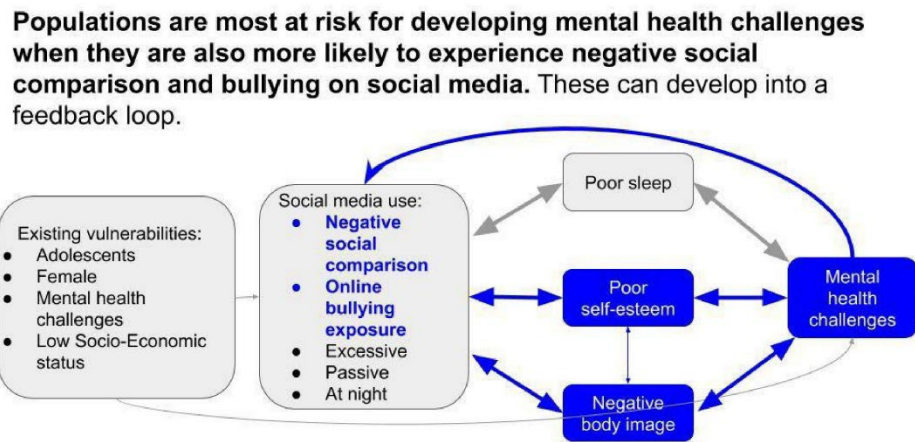 Populations are most at risk for developing mental health challenges
when they are also more likely to experience negative social
comparison and bullying on social media. These can develop into a
feedback loop.
Existing vulnerabilities:
● Adolescents
● Female
● Mental health
challenges
● Low Socio-Economic
status
Social media use:
● Negative
social
comparison
● Online
bullying
exposure
● Excessive
● Passive
● At night
Poor sleep
Poor
self-esteem
Negative
body image
Mental
health
challenges